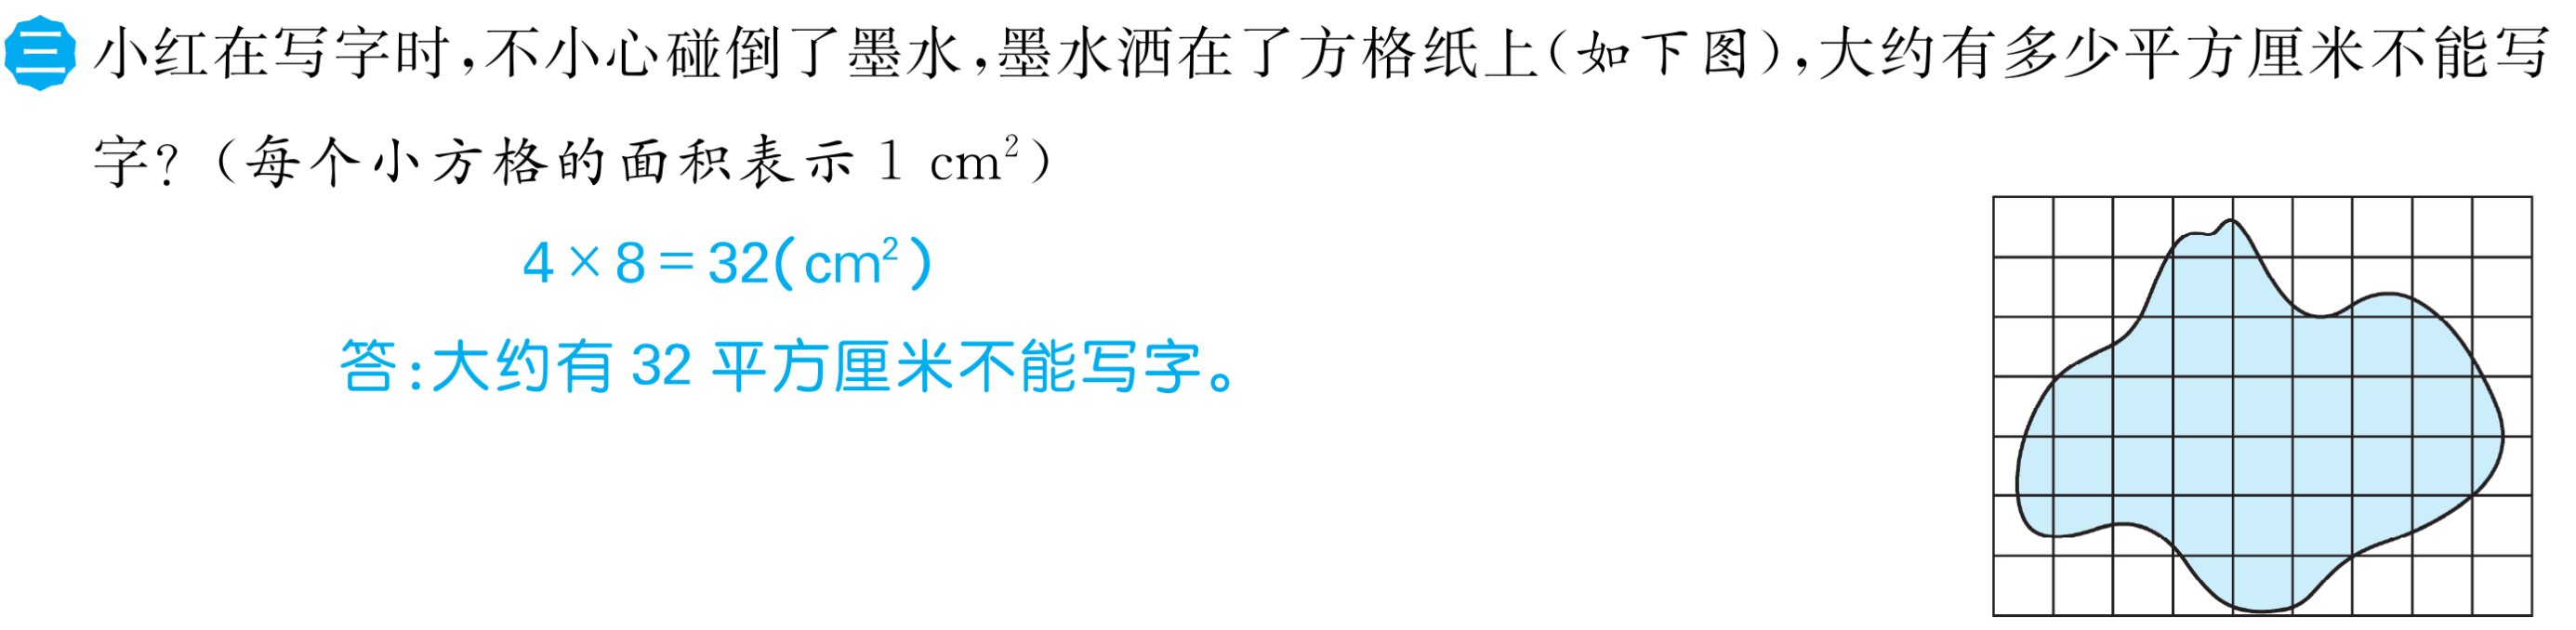 三 小红在写字时,不小心碰倒了墨水,墨水洒在了方格纸上(如下图),大约有多少平方厘米不能写
字?(每个小方格的面积表示 1 cm²)
4×8=32(cm²)
答:大约有 32 平方厘米不能写字。